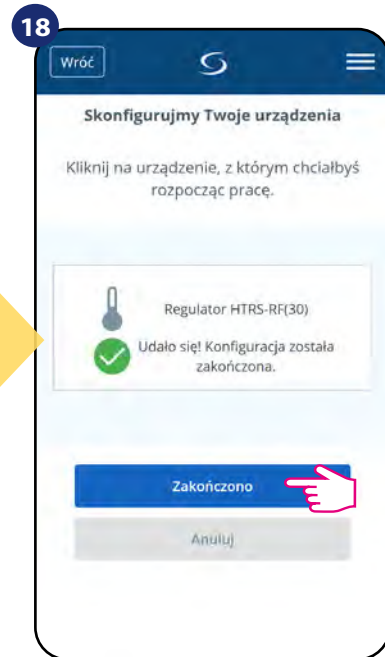 18
Wróć
Skonfigurujmy Twoje urządzenia
Kliknij na urządzenie, z którym chciałbyś
rozpocząc pracę.
Regulator HTRS-RF(30)
Udało się! Konfiguracja została
zakończona.
Zakończono
Anuluj